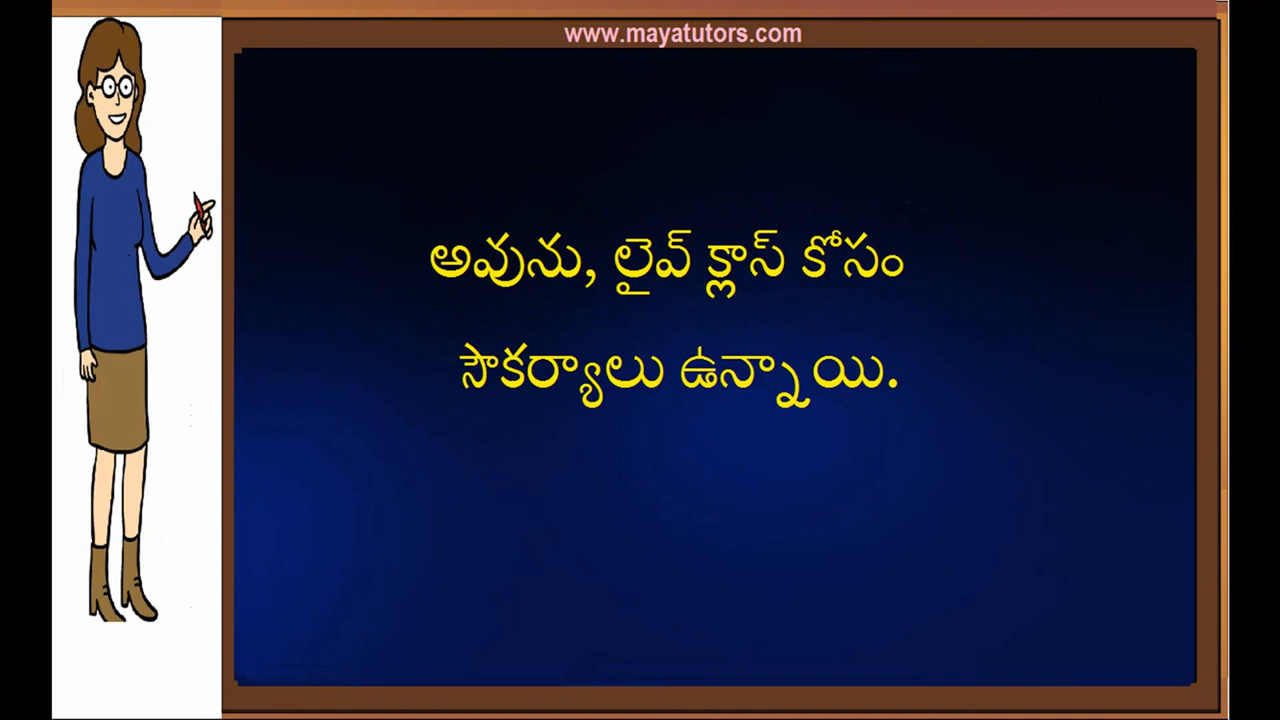 www.mayatutors.com
అవును, లైవ్ క్లాస్ కోసం
సౌకర్యాలు ఉన్నాయి.